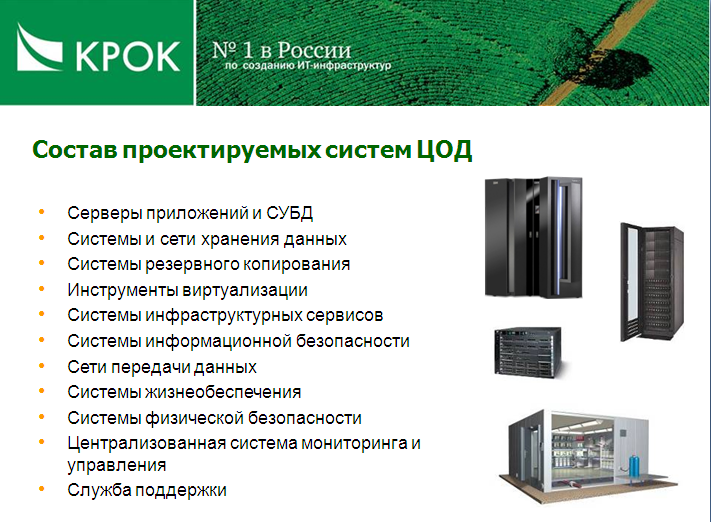 КРОК
№ 1 в России
по созданию ИТ-инфраструктур
Состав проектируемых систем ЦОД
• Серверы приложений и СУБД
• Системы и сети хранения данных
• Системы резервного копирования
• Инструменты виртуализации
• Системы инфраструктурных сервисов
• Системы информационной безопасности
• Сети передачи данных
• Системы жизнеобеспечения
• Системы физической безопасности
• Централизованная система мониторинга и
управления
• Служба поддержки